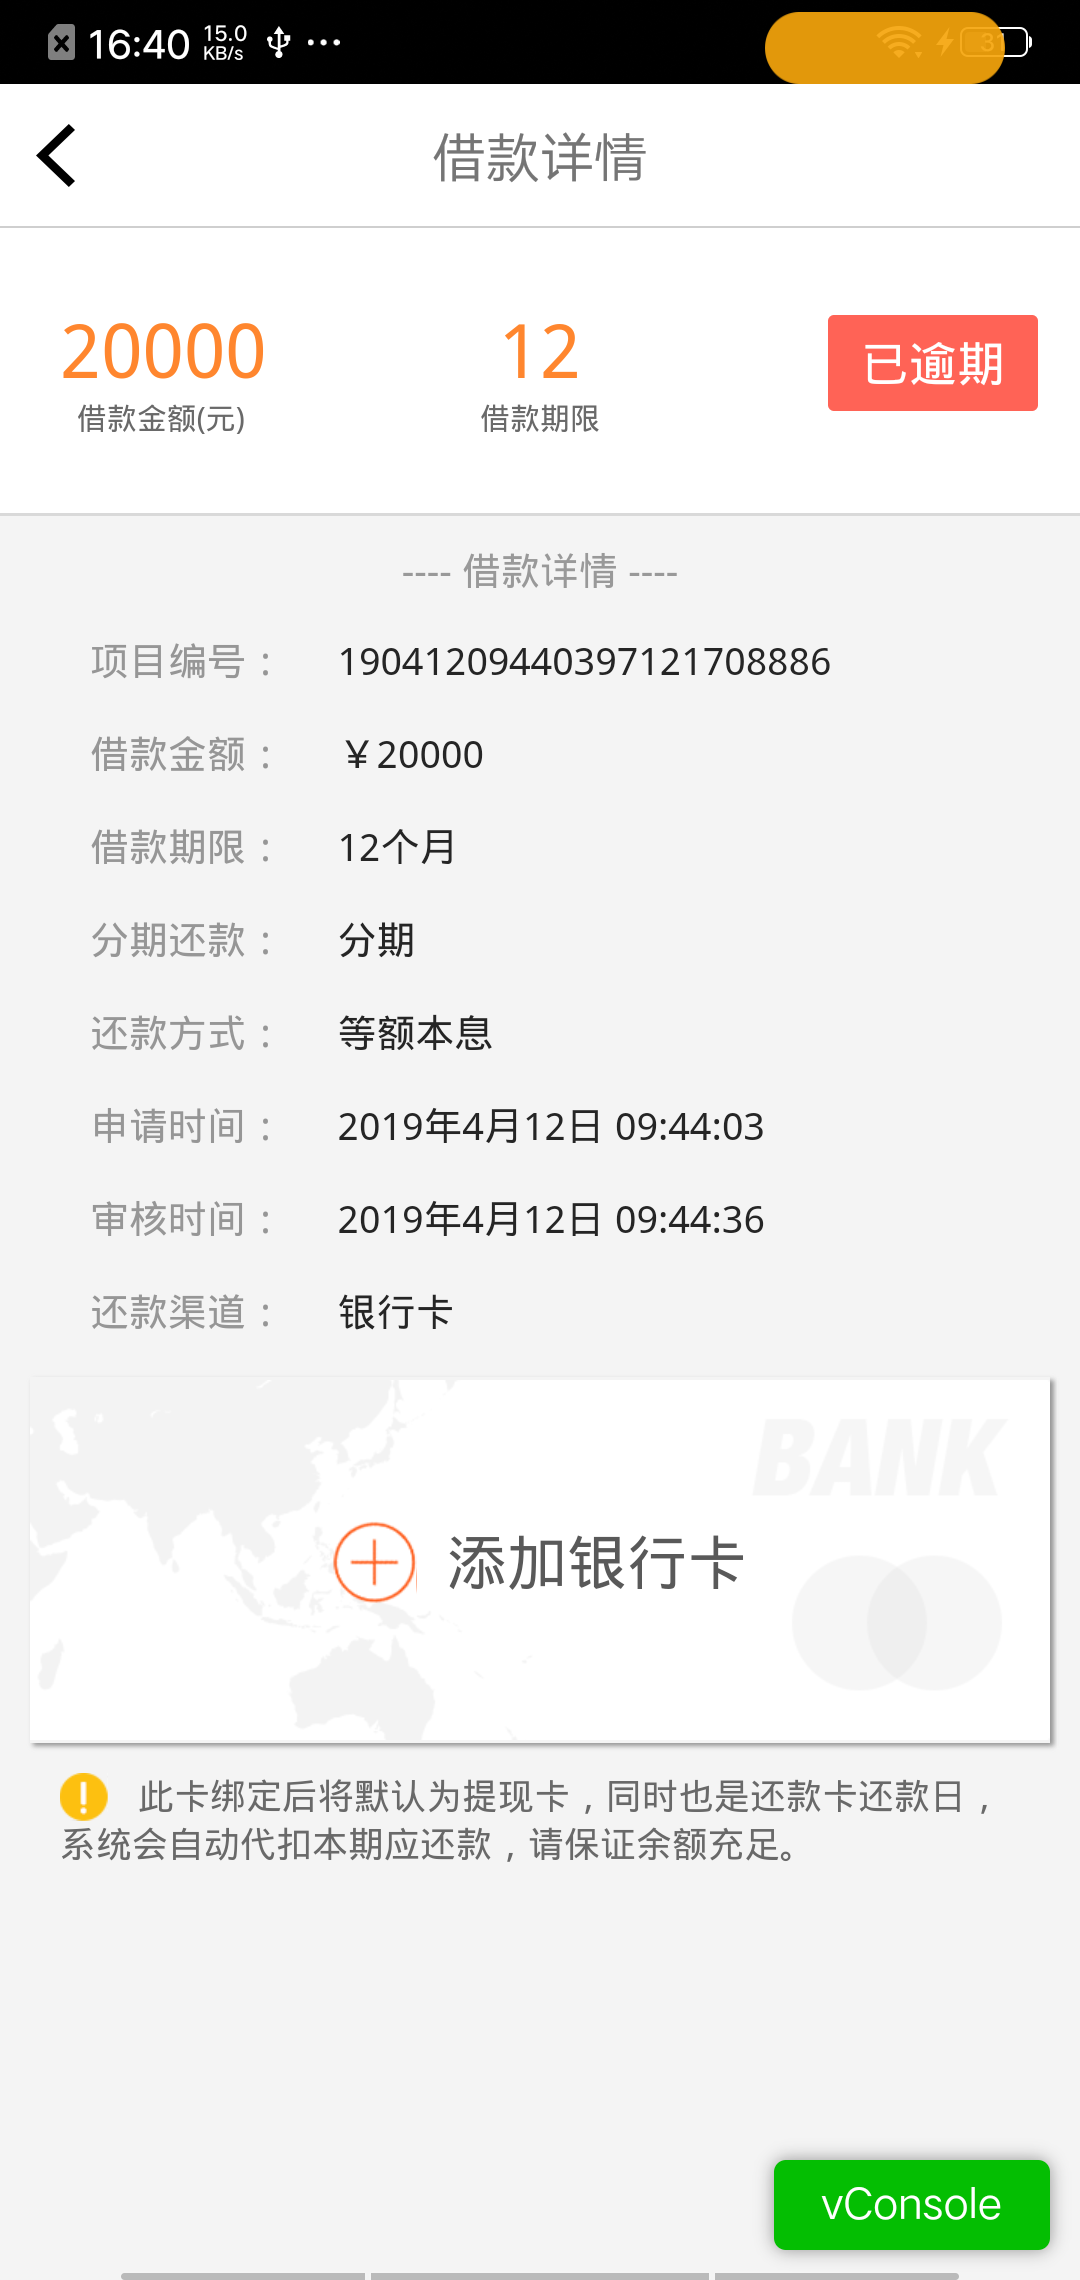 16:40 15.0 KB/s 31
借款详情
20000 12 已逾期
借款金额(元) 借款期限
---- 借款详情 ----
项目编号： 19041209440397121708886
借款金额： ￥20000
借款期限： 12个月
分期还款： 分期
还款方式： 等额本息
申请时间： 2019年4月12日 09:44:03
审核时间： 2019年4月12日 09:44:36
还款渠道： 银行卡
BANK
添加银行卡
此卡绑定后将默认为提现卡，同时也是还款卡还款日，
系统会自动代扣本期应还款，请保证余额充足。
vConsole